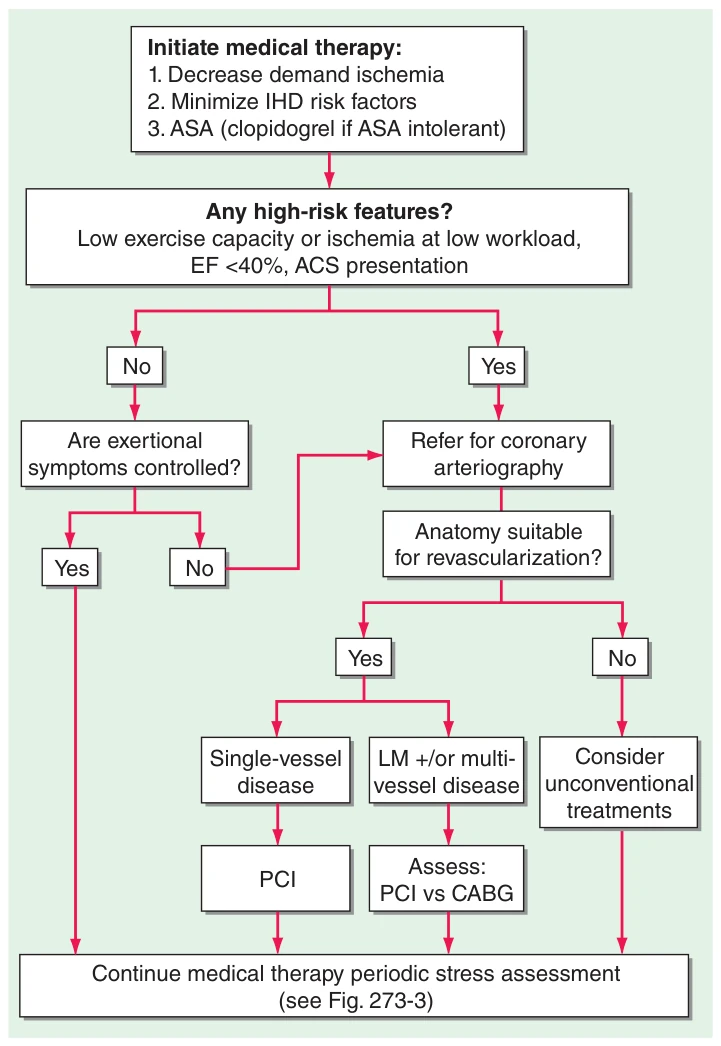 Initiate medical therapy:
1. Decrease demand ischemia
2. Minimize IHD risk factors
3. ASA (clopidogrel if ASA intolerant)
Any high-risk features?
Low exercise capacity or ischemia at low workload,
EF <40%, ACS presentation
No
Yes
Are exertional
symptoms controlled?
Refer for coronary
arteriography
Anatomy suitable
for revascularization?
Yes
No
Yes
No
Single-vessel
disease
LM +/or multi-
vessel disease
Consider
unconventional
treatments
PCI
Assess:
PCI vs CABG
Continue medical therapy periodic stress assessment
(see Fig. 273-3)